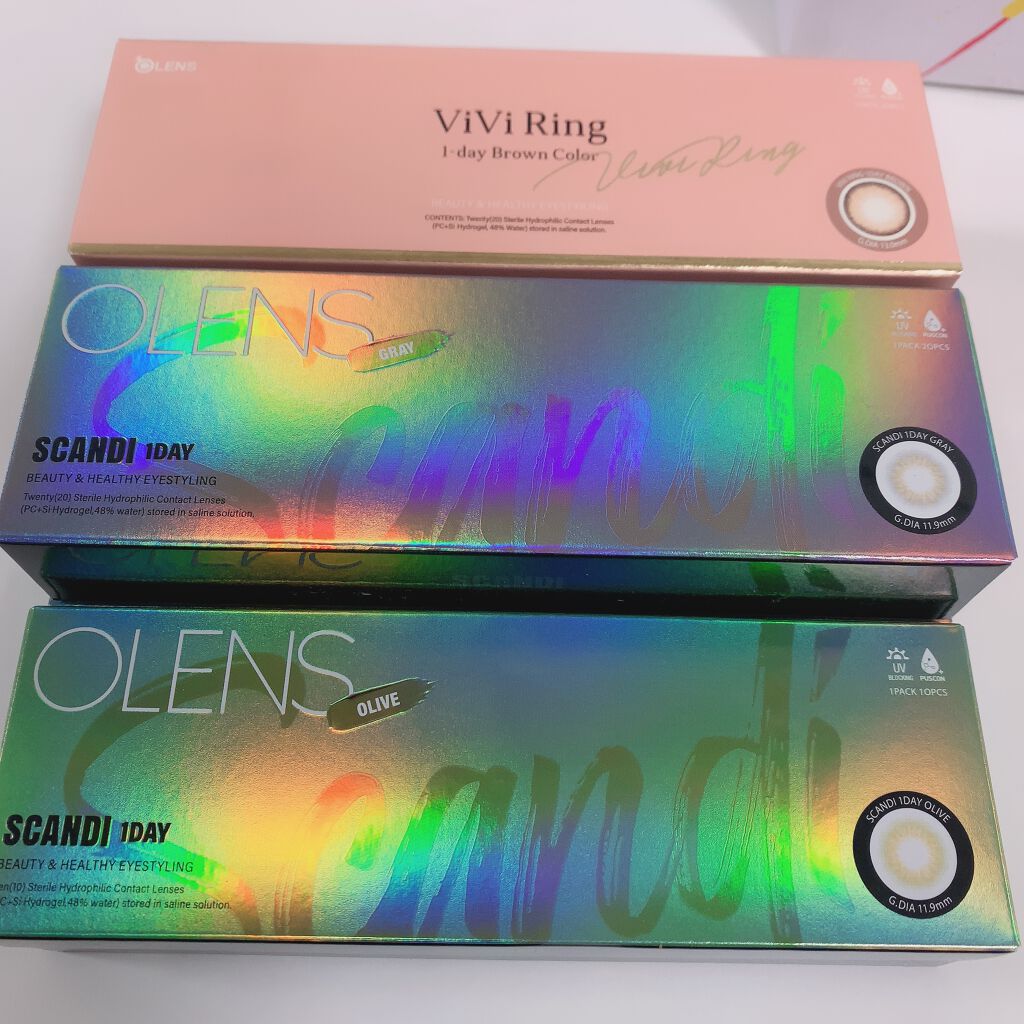 OLENS
ViVi Ring
1-day Brown Color
ViVi Ring
BEAUTY & HEALTHY EYESTYLING
CONTENTS: Twenty(20) Sterile Hydrophilic Contact Lenses
(PC+Si Hydrogel, 48% Water) stored in saline solution.
G.DIA 13.0mm
OLENS
GRAY
Scandi
UV
BLOCKING
PUSCON
1PACK 20PCS
SCANDI 1DAY
BEAUTY & HEALTHY EYESTYLING
Twenty(20) Sterile Hydrophilic Contact Lenses
(PC+Si Hydrogel,48% water) stored in saline solution.
SCANDI 1DAY GRAY
G.DIA 11.9mm
SCANDI
OLENS
OLIVE
Scandi
UV
BLOCKING
PUSCON
1PACK 10PCS
SCANDI 1DAY
BEAUTY & HEALTHY EYESTYLING
en(10) Sterile Hydrophilic Contact Lenses
C+Si Hydrogel,48% water) stored in saline solution.
SCANDI 1DAY OLIVE
G.DIA 11.9mm